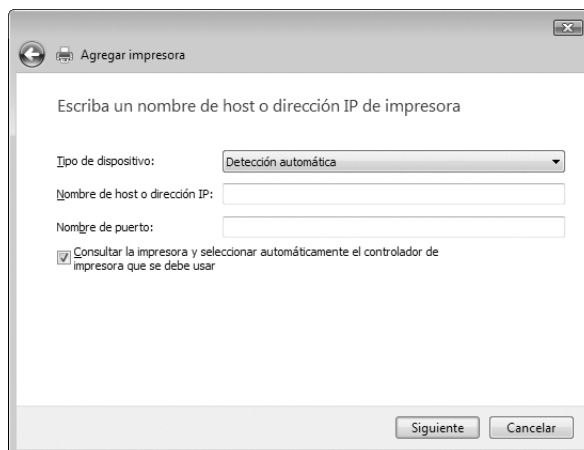 Agregar impresora
Escriba un nombre de host o dirección IP de impresora
Tipo de dispositivo:
Detección automática
Nombre de host o dirección IP:
Nombre de puerto:
Consultar la impresora y seleccionar automáticamente el controlador de
impresora que se debe usar
Siguiente
Cancelar